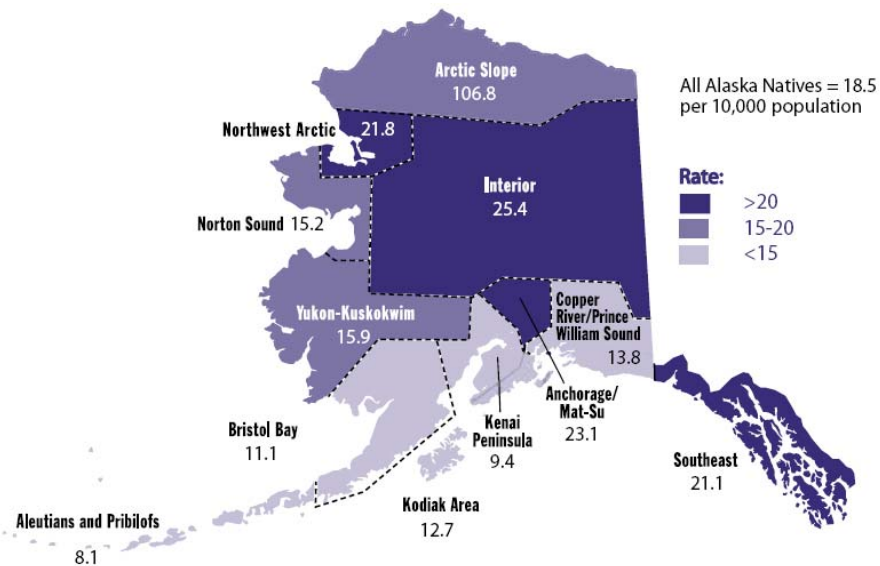 Arctic Slope
106.8
All Alaska Natives = 18.5
per 10,000 population
Northwest Arctic
21.8
Rate:
>20
15-20
<15
Interior
25.4
Norton Sound
15.2
Yukon-Kuskokwim
15.9
Copper
River/Prince
William Sound
13.8
Anchorage/
Mat-Su
23.1
Kenai
Peninsula
9.4
Bristol Bay
11.1
Southeast
21.1
Kodiak Area
12.7
Aleutians and Pribilofs
8.1